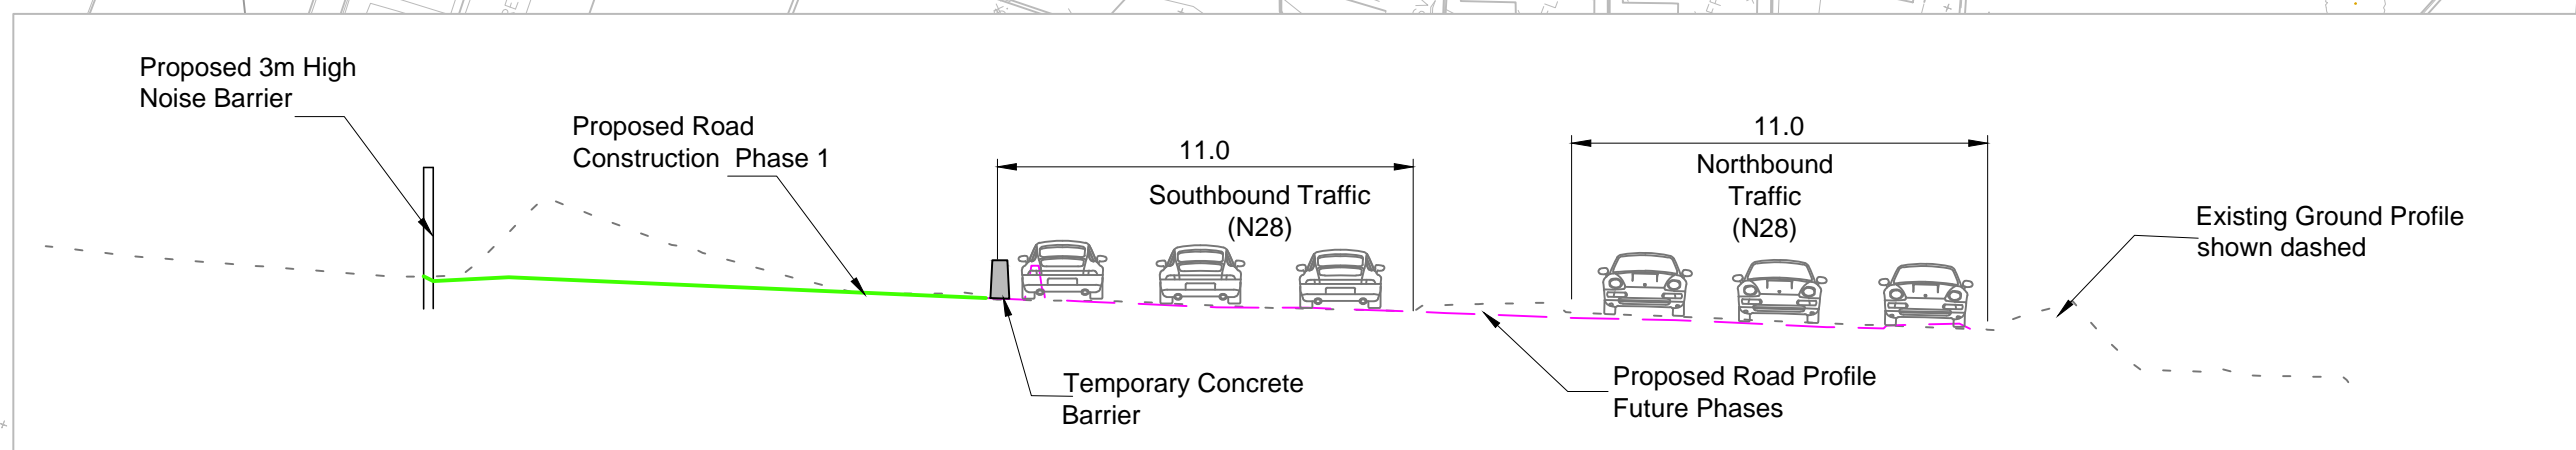 Proposed 3m High
Noise Barrier
Proposed Road
Construction Phase 1
11.0
Southbound Traffic
(N28)
11.0
Northbound
Traffic
(N28)
Existing Ground Profile
shown dashed
Temporary Concrete
Barrier
Proposed Road Profile
Future Phases